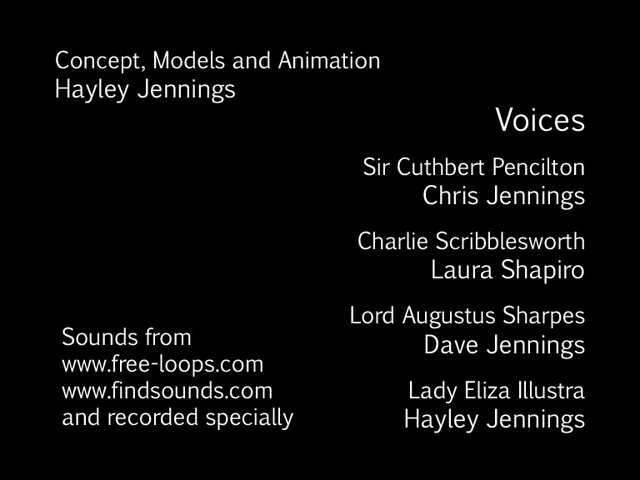 Concept, Models and Animation
Hayley Jennings
Voices
Sir Cuthbert Pencilton
Chris Jennings
Charlie Scribblesworth
Laura Shapiro
Lord Augustus Sharpes
Dave Jennings
Lady Eliza Illustra
Hayley Jennings
Sounds from
www.free-loops.com
www.findsounds.com
and recorded specially